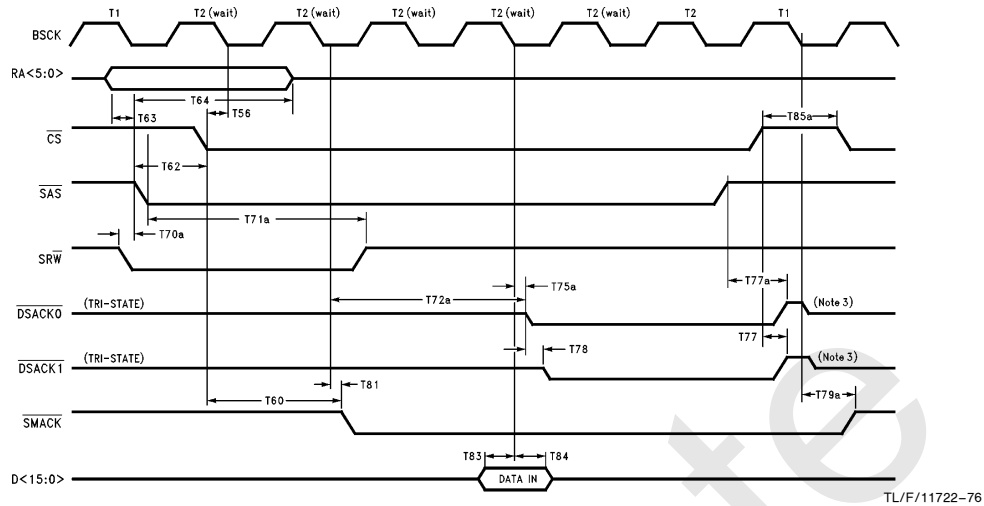 T1 T2 (wait) T2 (wait) T2 (wait) T2 (wait) T2 (wait) T2 T1
BSCK
RA<5:0>
T64
T56
T63
T85a
CS
T62
SAS
T71a
T70a
SRW
T77a
T75a
(TRI-STATE) T72a (Note 3)
DSACK0
T77
T78
(TRI-STATE) (Note 3)
DSACK1
T81
T79a
T60
SMACK
T83 T84
D<15:0> DATA IN
TL/F/11722–76
te